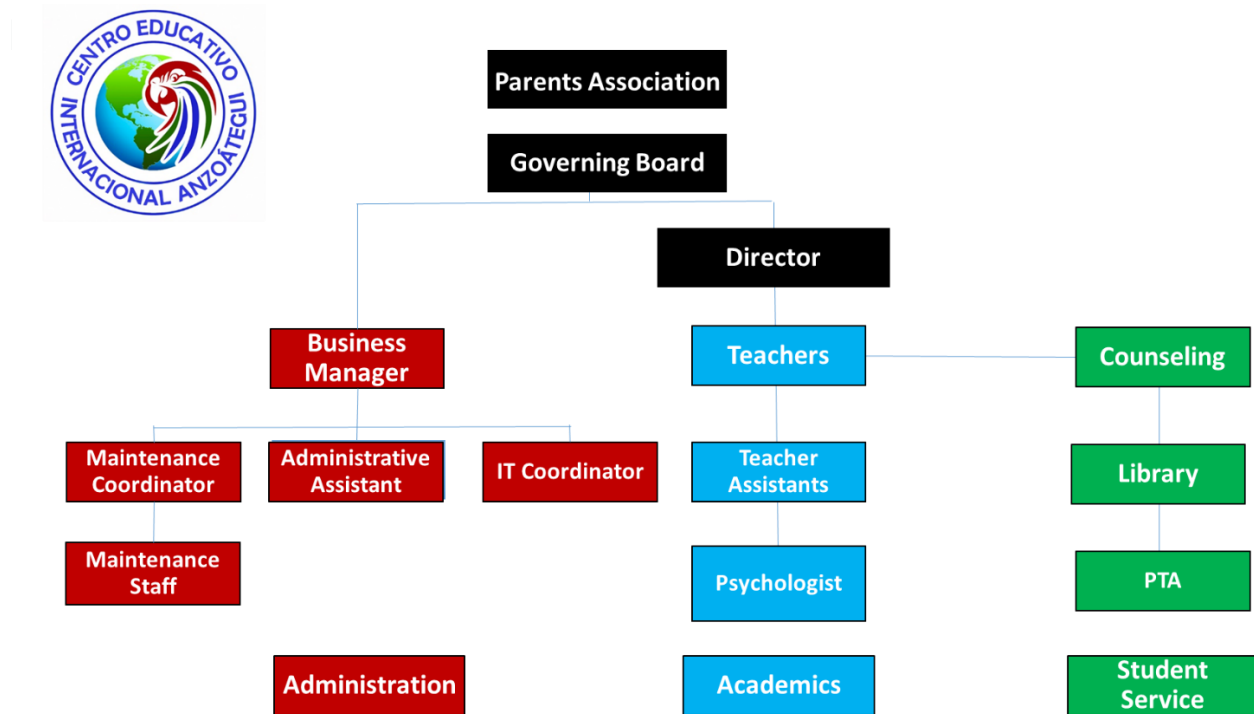 CENTRO EDUCATIVO
INTERNACIONAL ANZOÁTEGUI
Parents Association
Governing Board
Director
Business
Manager
Teachers
Counseling
Maintenance
Coordinator
Administrative
Assistant
IT Coordinator
Teacher
Assistants
Library
Maintenance
Staff
Psychologist
PTA
Administration
Academics
Student
Service